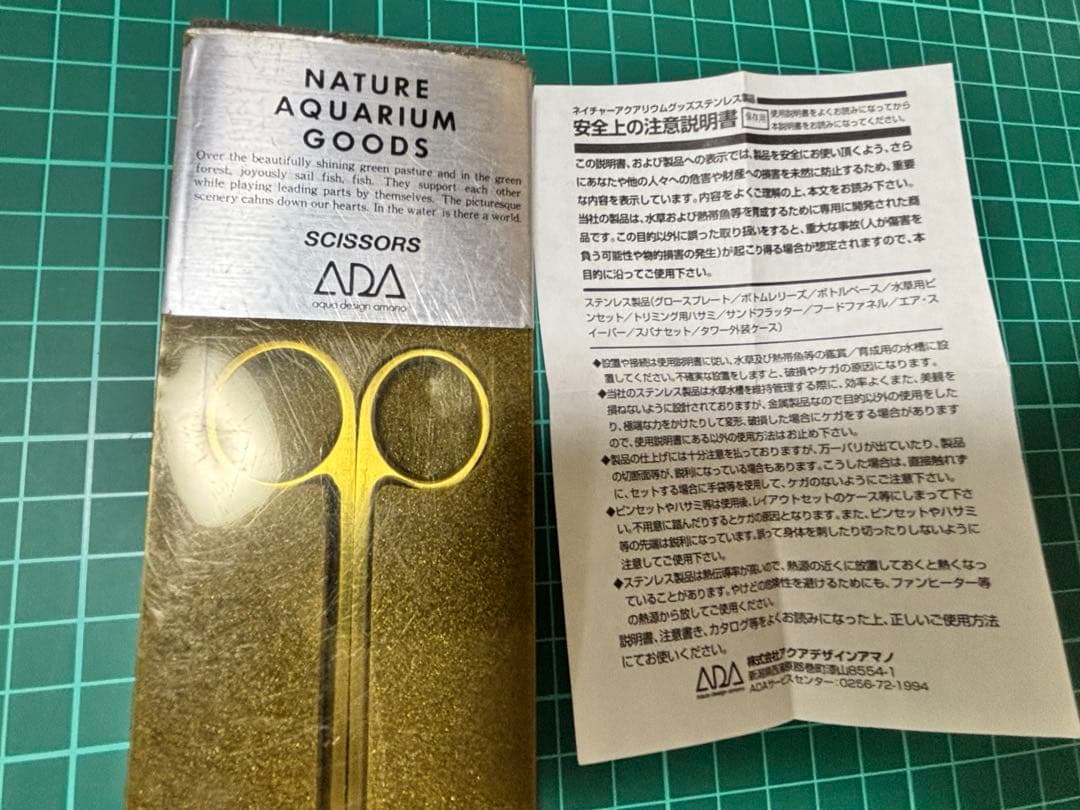 NATURE
AQUARIUM
GOODS
Over the beautifully shining green pasture and in the green
forest, joyously sail fish, fish. They support each other
while playing leading parts by themselves. The picturesque
scenery cahns down our hearts. In the water is there a world.
SCISSORS
ADA
aqua design amano
ネイチャーアクアリウムグッズステンレス製品
安全上の注意説明書
保存用
使用説明書をよくお読みになってから
本説明書をお読みになってください。
この説明書、および製品への表示では、製品を安全にお使い頂くよう、さら
にあなたや他の人々への危害や財産への損害を未然に防止するため、重要
な内容を表示しています。内容をよくご理解の上、本文をお読み下さい。
当社の製品は、水草および熱帯魚等を育成するために専用に開発された商
品です。この目的以外に誤った取り扱いをすると、重大な事故(人が傷害を
負う可能性や物的損害の発生)が起こり得る場合が想定されますので、本
目的に沿ってご使用下さい。
ステンレス製品(グロースプレート/ボトムレリーズ/ボトルベース/水草用ピ
ンセット/トリミング用ハサミ/サンドフラッター/フードファネル/エア・ス
イーパー/スパナセット/タワー外装ケース)
◆設置や接続は使用説明書に従い、水草及び熱帯魚等の鑑賞/育成用の水槽に設
置してください。不確実な設置をしますと、破損やケガの原因になります。
◆当社のステンレス製品は水草水槽を維持管理する際に、効率よくまた、美観を
損ねないように設計されておりますが、金属製品なので目的以外の使用をした
り、極端な力をかけたりして変形、破損した場合にケガをする場合があります
ので、使用説明書にある以外の使用方法はお止め下さい。
◆製品の仕上げには十分注意を払っておりますが、万一バリが出ていたり、製品
の切断面等が、鋭利になっている場合もあります。こうした場合は、直接触れず
に、セットする場合に手袋等を使用して、ケガのないようにご注意下さい。
◆ピンセットやハサミ等は使用後、レイアウトセットのケース等にしまって下さ
い。不用意に踏んだりするとケガの原因となります。また、ピンセットやハサミ
等の先端は鋭利になっています。誤って身体を刺したり切ったりしないように
注意してご使用下さい。
◆ステンレス製品は熱伝導率が高いので、熱源の近くに放置しておくと熱くなっ
ていることがあります。やけどの危険性を避けるためにも、ファンヒーター等
の熱源から放してご使用ください。
説明書、注意書き、カタログ等をよくお読みになった上、正しいご使用方法
にてお使いください。
ADA
aqua design amano
株式会社アクアデザインアマノ
新潟県西蒲原郡巻町漆山8554-1
ADAサービスセンター:0256-72-1994